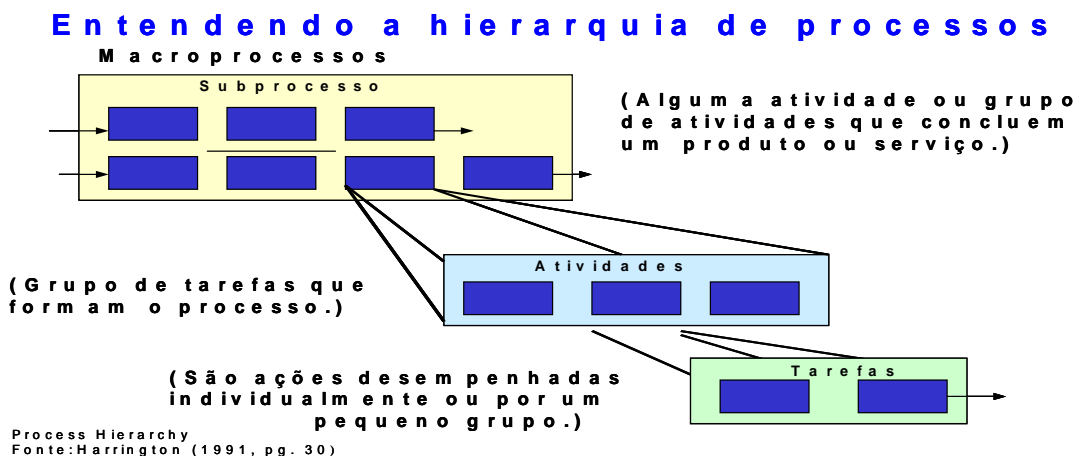 Entendendo a hierarquia de processos
Macroprocessos
Subprocesso
(Alguma atividade ou grupo
de atividades que concluem
um produto ou serviço.)
Atividades
(Grupo de tarefas que
formam o processo.)
Tarefas
(São ações desempenhadas
individualmente ou por um
pequeno grupo.)
Process Hierarchy
Fonte:Harrington (1991, pg. 30)